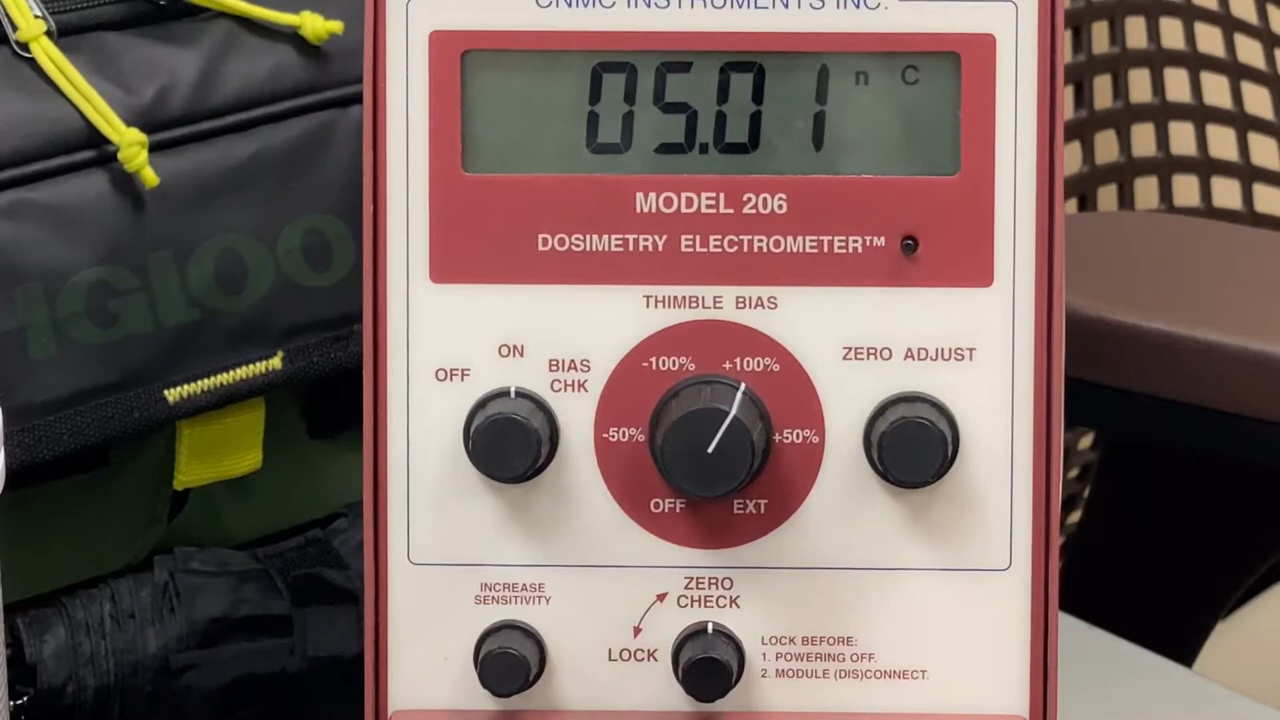 CNMC INSTRUMENTS INC.
05.01 n C
MODEL 206
DOSIMETRY ELECTROMETER™
IGLOO
THIMBLE BIAS
OFF
ON
BIAS
CHK
-100%
+100%
-50%
+50%
OFF
EXT
ZERO ADJUST
INCREASE
SENSITIVITY
ZERO
CHECK
LOCK
LOCK BEFORE:
1. POWERING OFF.
2. MODULE (DIS)CONNECT.